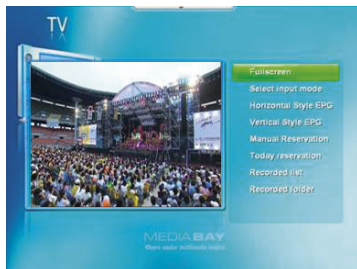 TV
Fullscreen
Select input mode
Horizontal Style EPG
Vertical Style EPG
Manual Reservation
Today reservation
Recorded list
Recorded folder
MEDIABAY